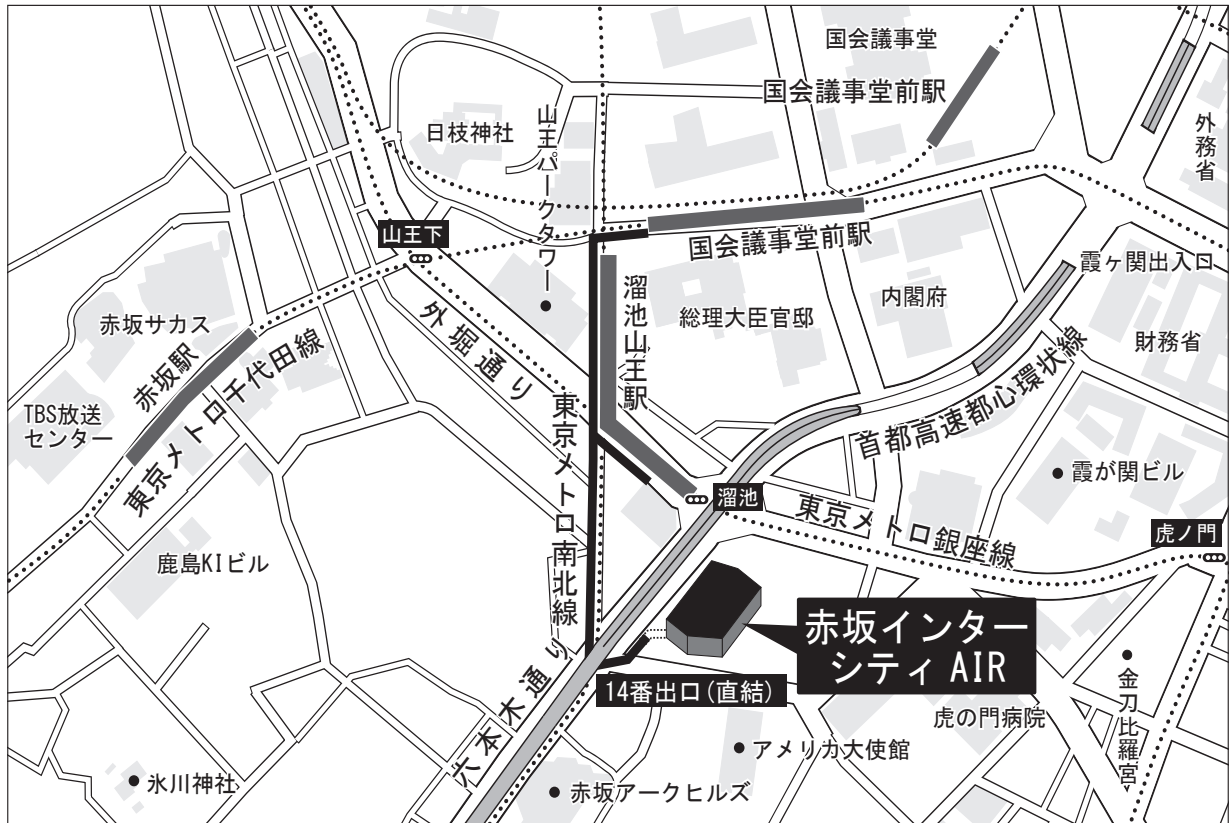 国会議事堂
国会議事堂前駅
外務省
日枝神社
山王パークタワー
山王下
国会議事堂前駅
霞ヶ関出入口
内閣府
溜池山王駅
総理大臣官邸
財務省
赤坂サカス
赤坂駅
外堀通り
東京メトロ千代田線
TBS放送
センター
首都高速都心環状線
霞が関ビル
東京メトロ南北線
溜池
東京メトロ銀座線
虎ノ門
鹿島KIビル
赤坂インター
シティAIR
14番出口(直結)
六本木通り
虎の門病院
金刀比羅宮
アメリカ大使館
氷川神社
赤坂アークヒルズ